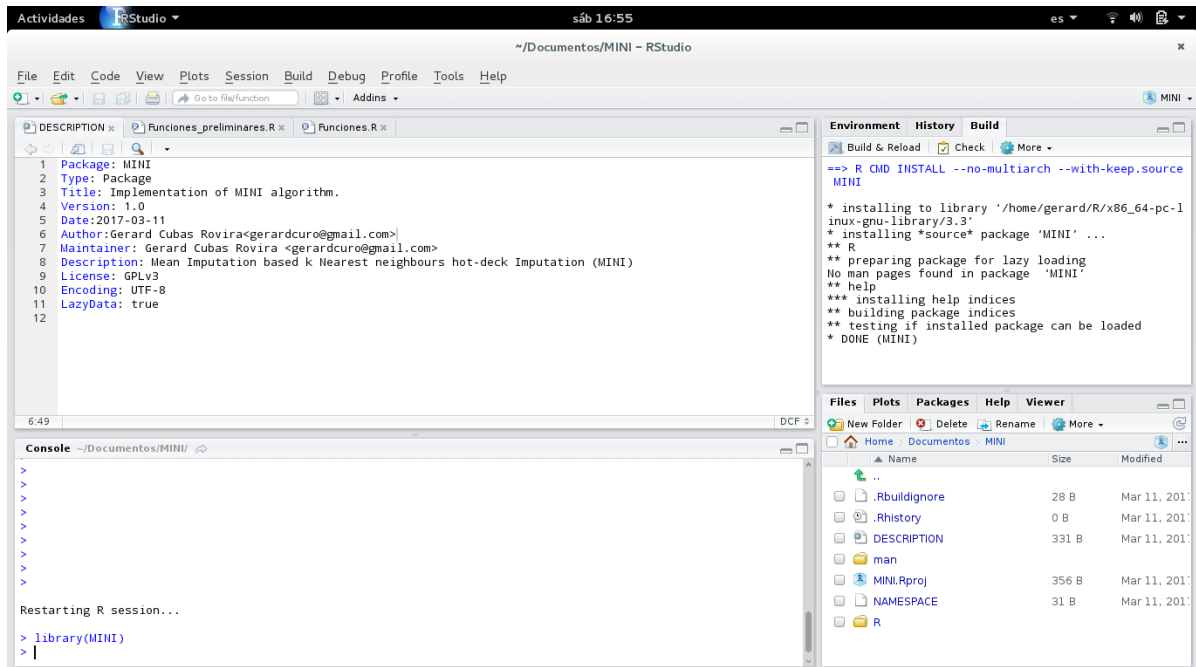 Actividades RStudio sáb 16:55 es
~/Documentos/MINI – RStudio
File Edit Code View Plots Session Build Debug Profile Tools Help
Go to file/function Addins MINI
DESCRIPTION Funciones_preliminares.R Funciones.R
1 Package: MINI
2 Type: Package
3 Title: Implementation of MINI algorithm.
4 Version: 1.0
5 Date:2017-03-11
6 Author:Gerard Cubas Rovira<gerardcuro@gmail.com>
7 Maintainer: Gerard Cubas Rovira <gerardcuro@gmail.com>
8 Description: Mean Imputation based k Nearest neighbours hot-deck Imputation (MINI)
9 License: GPLv3
10 Encoding: UTF-8
11 LazyData: true
12
6:49 DCF
Console ~/Documentos/MINI/
>
>
>
>
>
>
>
>
>
Restarting R session...
> library(MINI)
>
Environment History Build
Build & Reload Check More
==> R CMD INSTALL --no-multiarch --with-keep.source
MINI
* installing to library ‘/home/gerard/R/x86_64-pc-l
inux-gnu-library/3.3’
* installing *source* package ‘MINI’ ...
** R
** preparing package for lazy loading
No man pages found in package ‘MINI’
** help
*** installing help indices
** building package indices
** testing if installed package can be loaded
* DONE (MINI)
Files Plots Packages Help Viewer
New Folder Delete Rename More
Home Documentos MINI
Name Size Modified
..
.Rbuildignore 28 B Mar 11, 201
.Rhistory 0 B Mar 11, 201
DESCRIPTION 331 B Mar 11, 201
man
MINI.Rproj 356 B Mar 11, 201
NAMESPACE 31 B Mar 11, 201
R